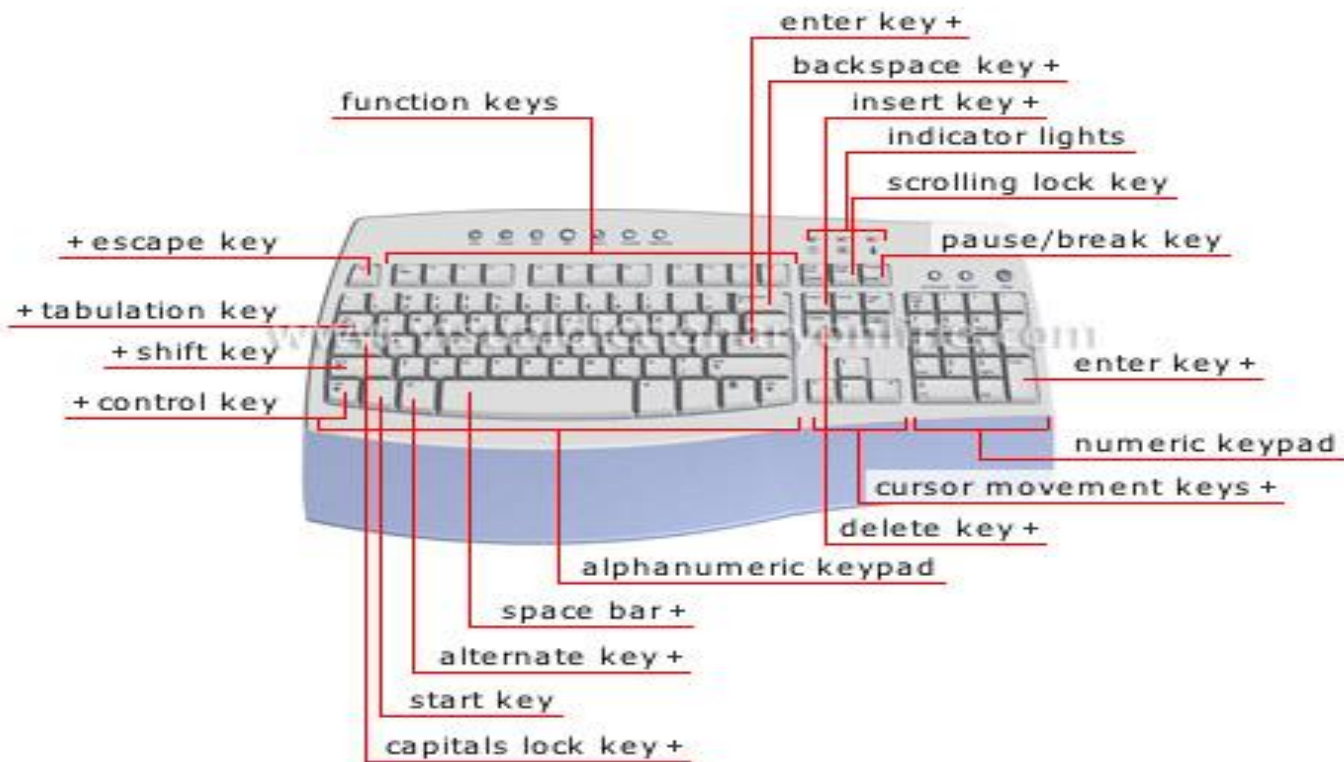 enter key +
backspace key +
function keys
insert key +
indicator lights
scrolling lock key
+ escape key
pause/break key
+ tabulation key
+ shift key
enter key +
+ control key
numeric keypad
cursor movement keys +
delete key +
alphanumeric keypad
space bar +
alternate key +
start key
capitals lock key +